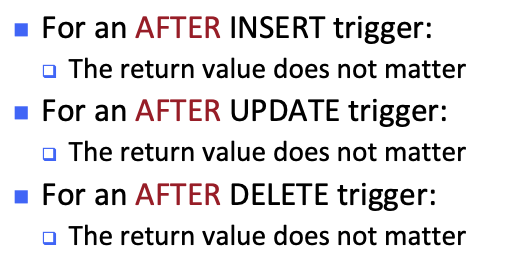 For an AFTER INSERT trigger:
The return value does not matter
For an AFTER UPDATE trigger:
The return value does not matter
For an AFTER DELETE trigger:
The return value does not matter